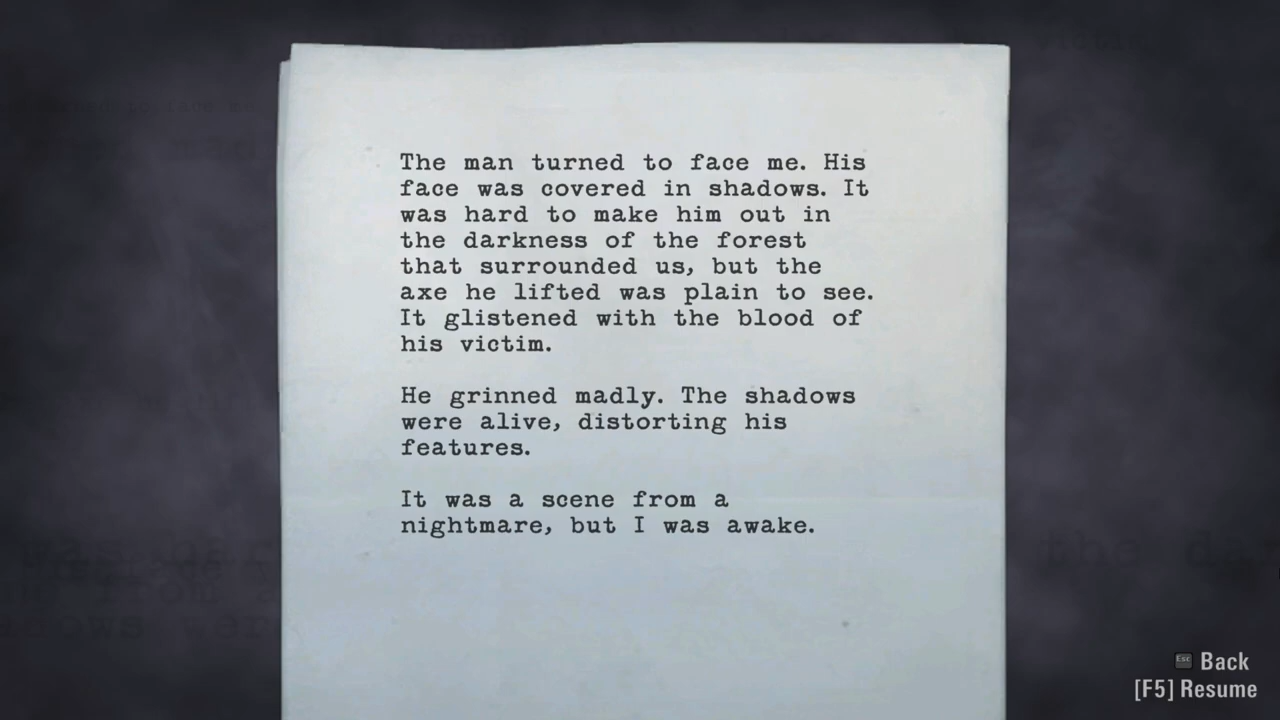 The man turned to face me. His
face was covered in shadows. It
was hard to make him out in
the darkness of the forest
that surrounded us, but the
axe he lifted was plain to see.
It glistened with the blood of
his victim.
He grinned madly. The shadows
were alive, distorting his
features.
It was a scene from a
nightmare, but I was awake.
Esc Back
[F5] Resume